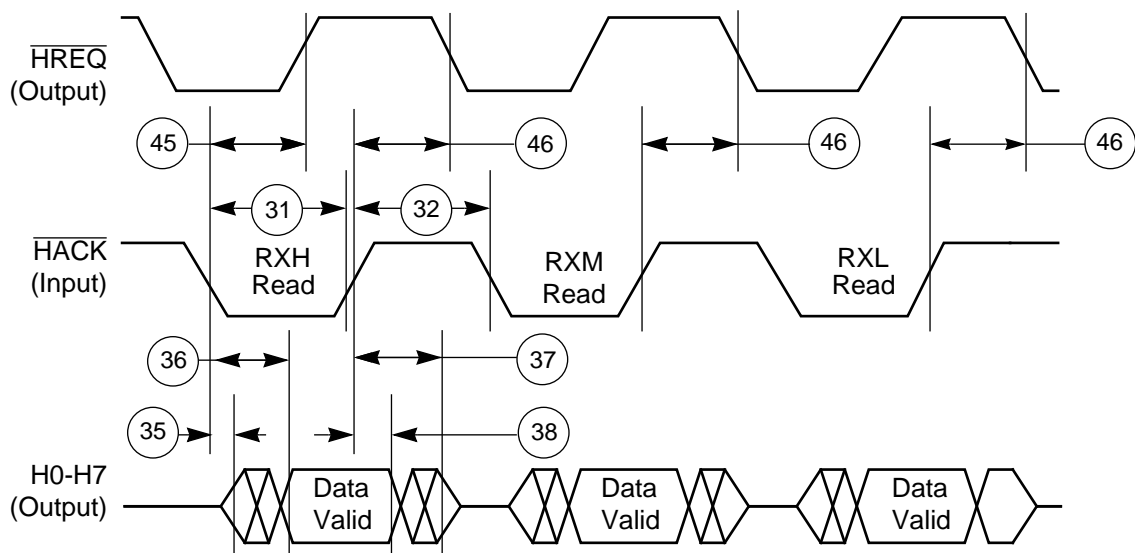 HREQ
(Output)
45
46
46
46
31
32
HACK
(Input)
RXH
Read
RXM
Read
RXL
Read
36
37
35
38
H0-H7
(Output)
Data
Valid
Data
Valid
Data
Valid